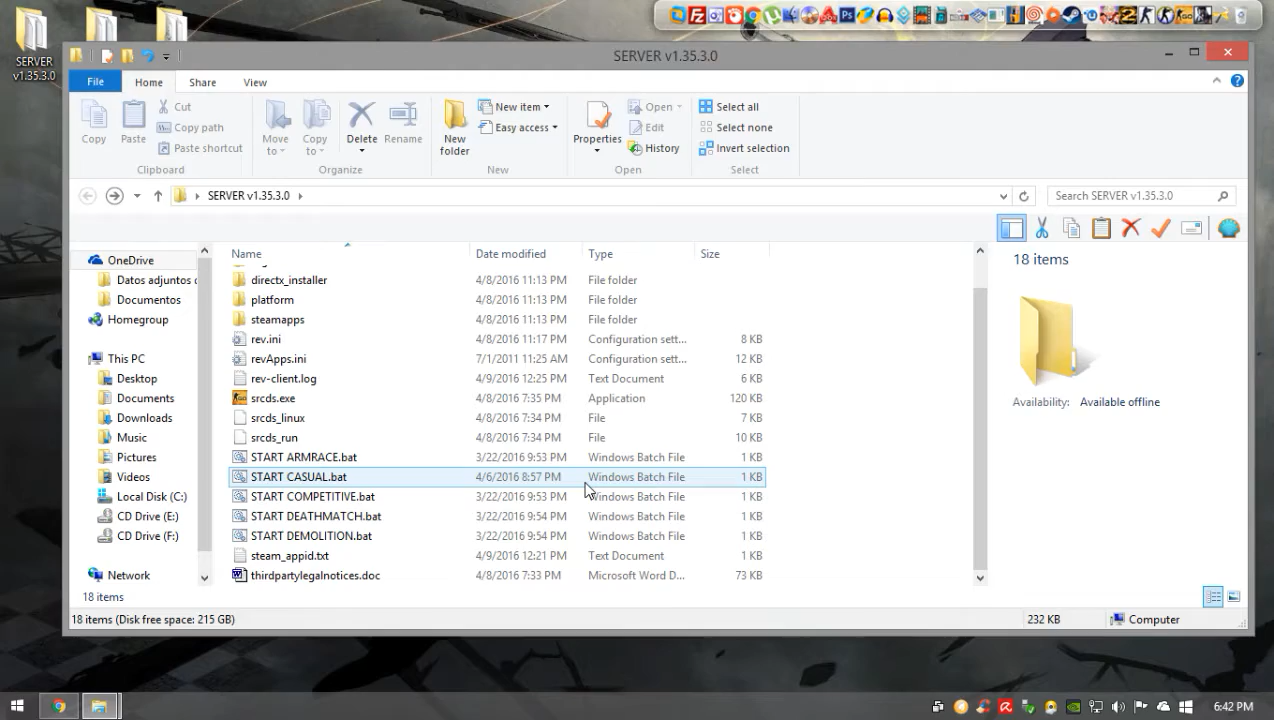 SERVER
v1.35.3.0
SERVER v1.35.3.0
File
Home
Share
View
Copy
Paste
Cut
Copy path
Paste shortcut
Clipboard
Move
to
Copy
to
Delete
Rename
Organize
New
folder
New item
Easy access
New
Properties
Open
Edit
History
Open
Select all
Select none
Invert selection
Select
SERVER v1.35.3.0
Search SERVER v1.35.3.0
OneDrive
Datos adjuntos
Documentos
Homegroup
This PC
Desktop
Documents
Downloads
Music
Pictures
Videos
Local Disk (C:)
CD Drive (E:)
CD Drive (F:)
Network
Name Date modified Type Size
directx_installer 4/8/2016 11:13 PM File folder
platform 4/8/2016 11:13 PM File folder
steamapps 4/8/2016 11:13 PM File folder
rev.ini 4/8/2016 11:17 PM Configuration sett... 8 KB
revApps.ini 7/1/2011 11:25 AM Configuration sett... 12 KB
rev-client.log 4/9/2016 12:25 PM Text Document 6 KB
srcds.exe 4/8/2016 7:35 PM Application 120 KB
srcds_linux 4/8/2016 7:34 PM File 7 KB
srcds_run 4/8/2016 7:34 PM File 10 KB
START ARMRACE.bat 3/22/2016 9:53 PM Windows Batch File 1 KB
START CASUAL.bat 4/6/2016 8:57 PM Windows Batch File 1 KB
START COMPETITIVE.bat 3/22/2016 9:53 PM Windows Batch File 1 KB
START DEATHMATCH.bat 3/22/2016 9:54 PM Windows Batch File 1 KB
START DEMOLITION.bat 3/22/2016 9:54 PM Windows Batch File 1 KB
steam_appid.txt 4/9/2016 12:21 PM Text Document 1 KB
thirdpartylegalnotices.doc 4/8/2016 7:33 PM Microsoft Word D... 73 KB
18 items
Availability: Available offline
18 items
18 items (Disk free space: 215 GB)
232 KB
Computer
6:42 PM